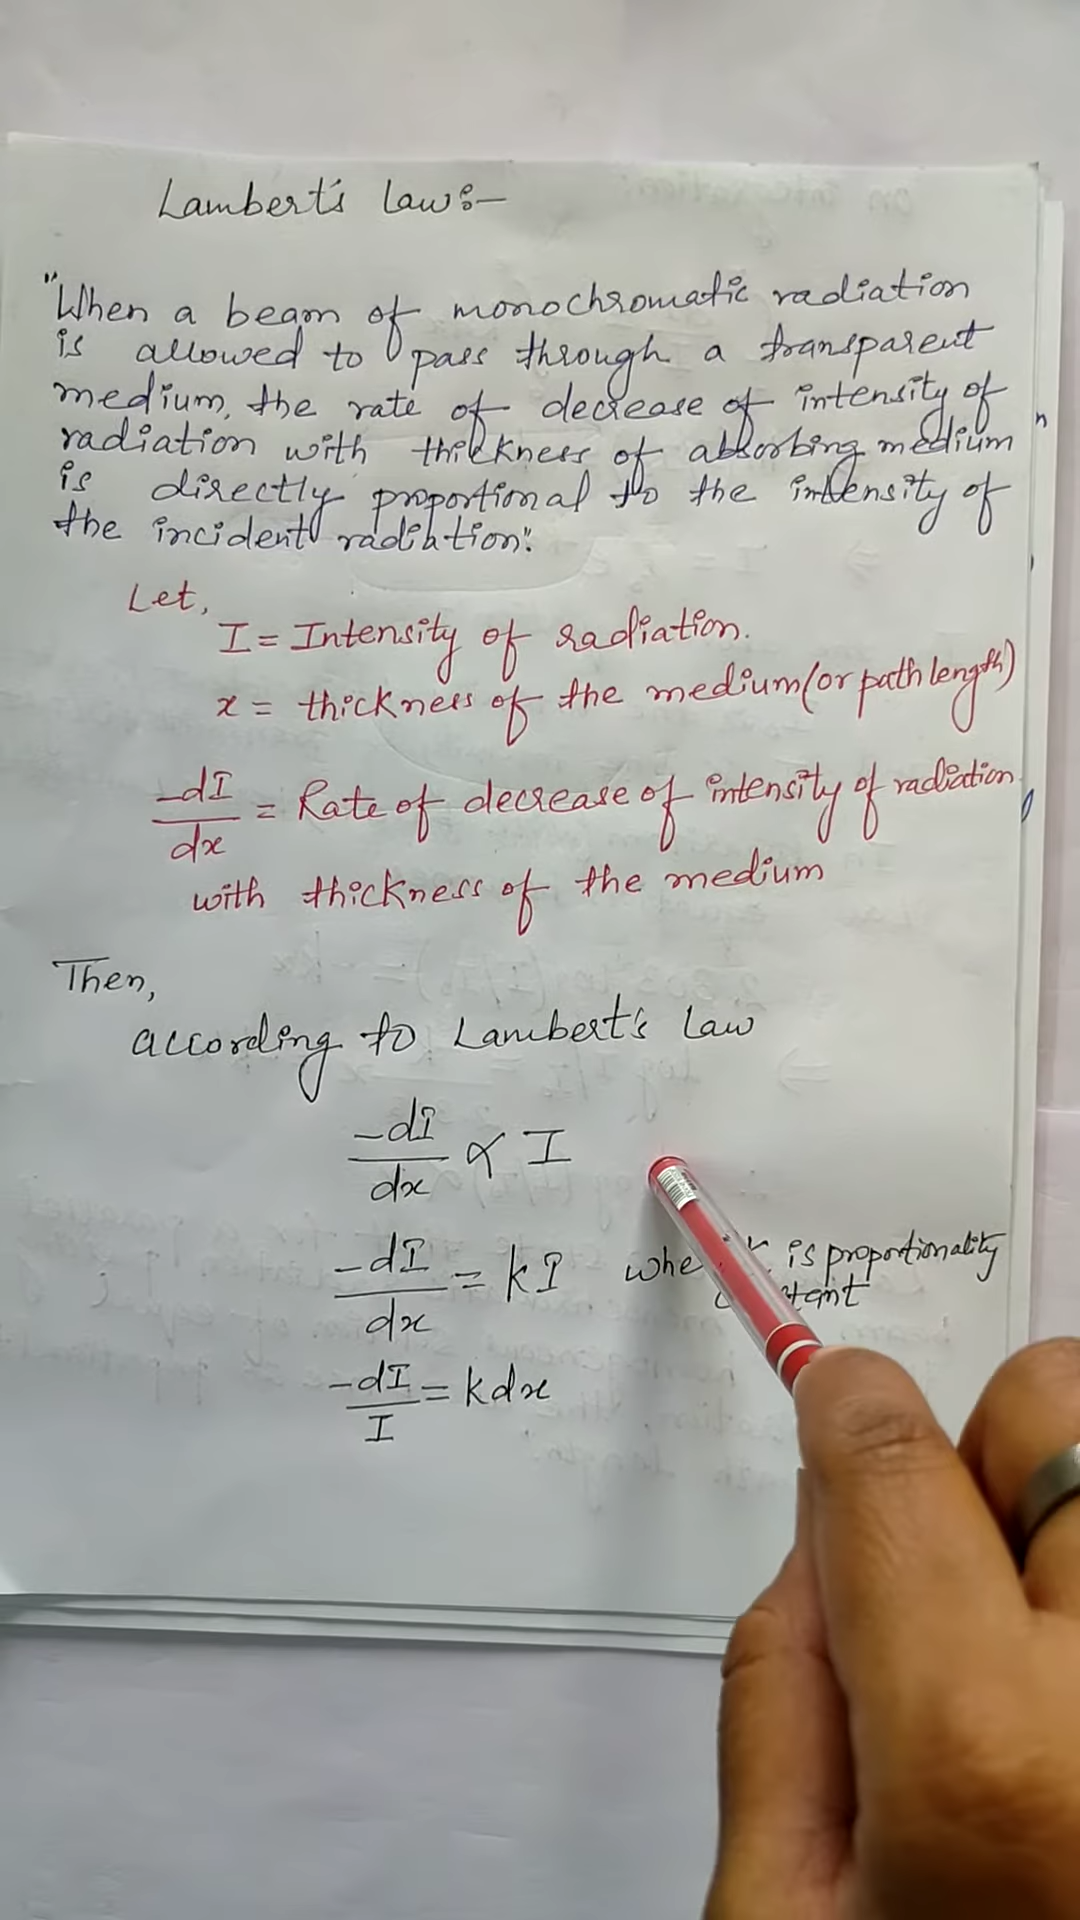 Lambert's Law:-
"When a beam of monochromatic radiation
is allowed to pass through a transparent
medium, the rate of decrease of intensity of
radiation with thickness of absorbing medium
is directly proportional to the intensity of
the incident radiation".
Let,
I = Intensity of radiation.
x = thickness of the medium (or path length)
-dI/dx = Rate of decrease of intensity of radiation
with thickness of the medium
Then,
according to Lambert's Law
-dI/dx ∝ I
-dI/dx = kI is proportionality
-dI/I = kdx